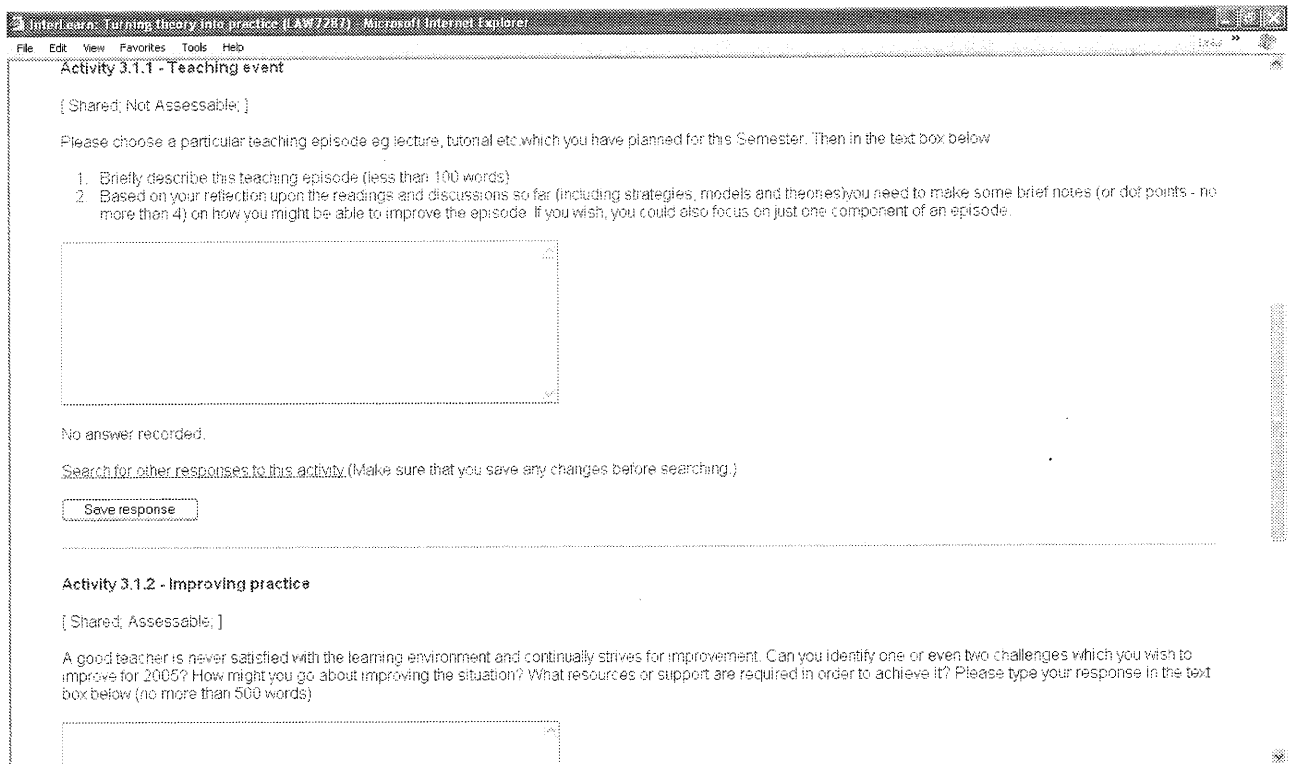 InterLearn: Turning theory into practice (LAW7287) - Microsoft Internet Explorer
File Edit View Favorites Tools Help
Links »
Activity 3.1.1 - Teaching event
[ Shared; Not Assessable; ]
Please choose a particular teaching episode eg lecture, tutorial etc.which you have planned for this Semester. Then in the text box below
1. Briefly describe this teaching episode (less than 100 words)
2. Based on your reflection upon the readings and discussions so far (including strategies, models and theories)you need to make some brief notes (or dot points - no
more than 4) on how you might be able to improve the episode. If you wish, you could also focus on just one component of an episode.
No answer recorded.
Search for other responses to this activity.(Make sure that you save any changes before searching.)
Save response
Activity 3.1.2 - Improving practice
[ Shared; Assessable; ]
A good teacher is never satisfied with the learning environment and continually strives for improvement. Can you identify one or even two challenges which you wish to
improve for 2005? How might you go about improving the situation? What resources or support are required in order to achieve it? Please type your response in the text
box below (no more than 500 words)